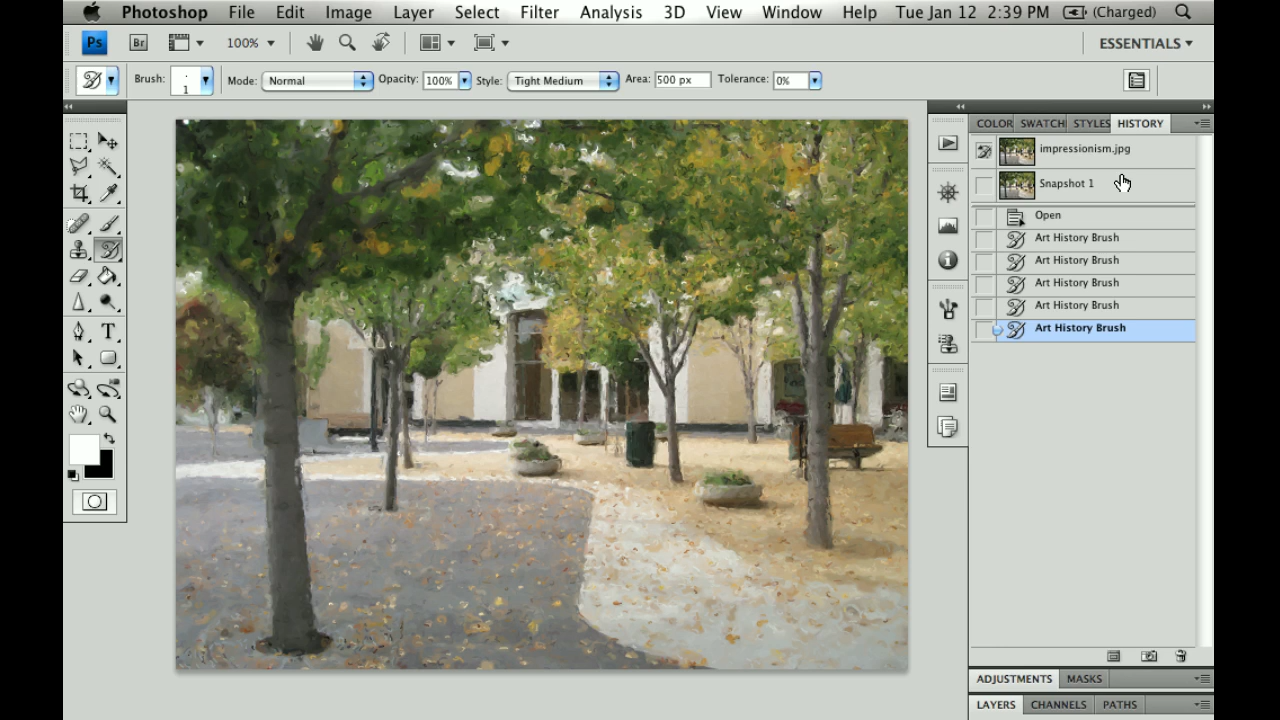 Photoshop File Edit Image Layer Select Filter Analysis 3D View Window Help Tue Jan 12 2:39 PM (Charged)
Ps Br 100% ESSENTIALS
Brush: 1 Mode: Normal Opacity: 100% Style: Tight Medium Area: 500 px Tolerance: 0%
COLOR SWATCH STYLES HISTORY
impressionism.jpg
Snapshot 1
Open
Art History Brush
Art History Brush
Art History Brush
Art History Brush
Art History Brush
T
ADJUSTMENTS MASKS
LAYERS CHANNELS PATHS